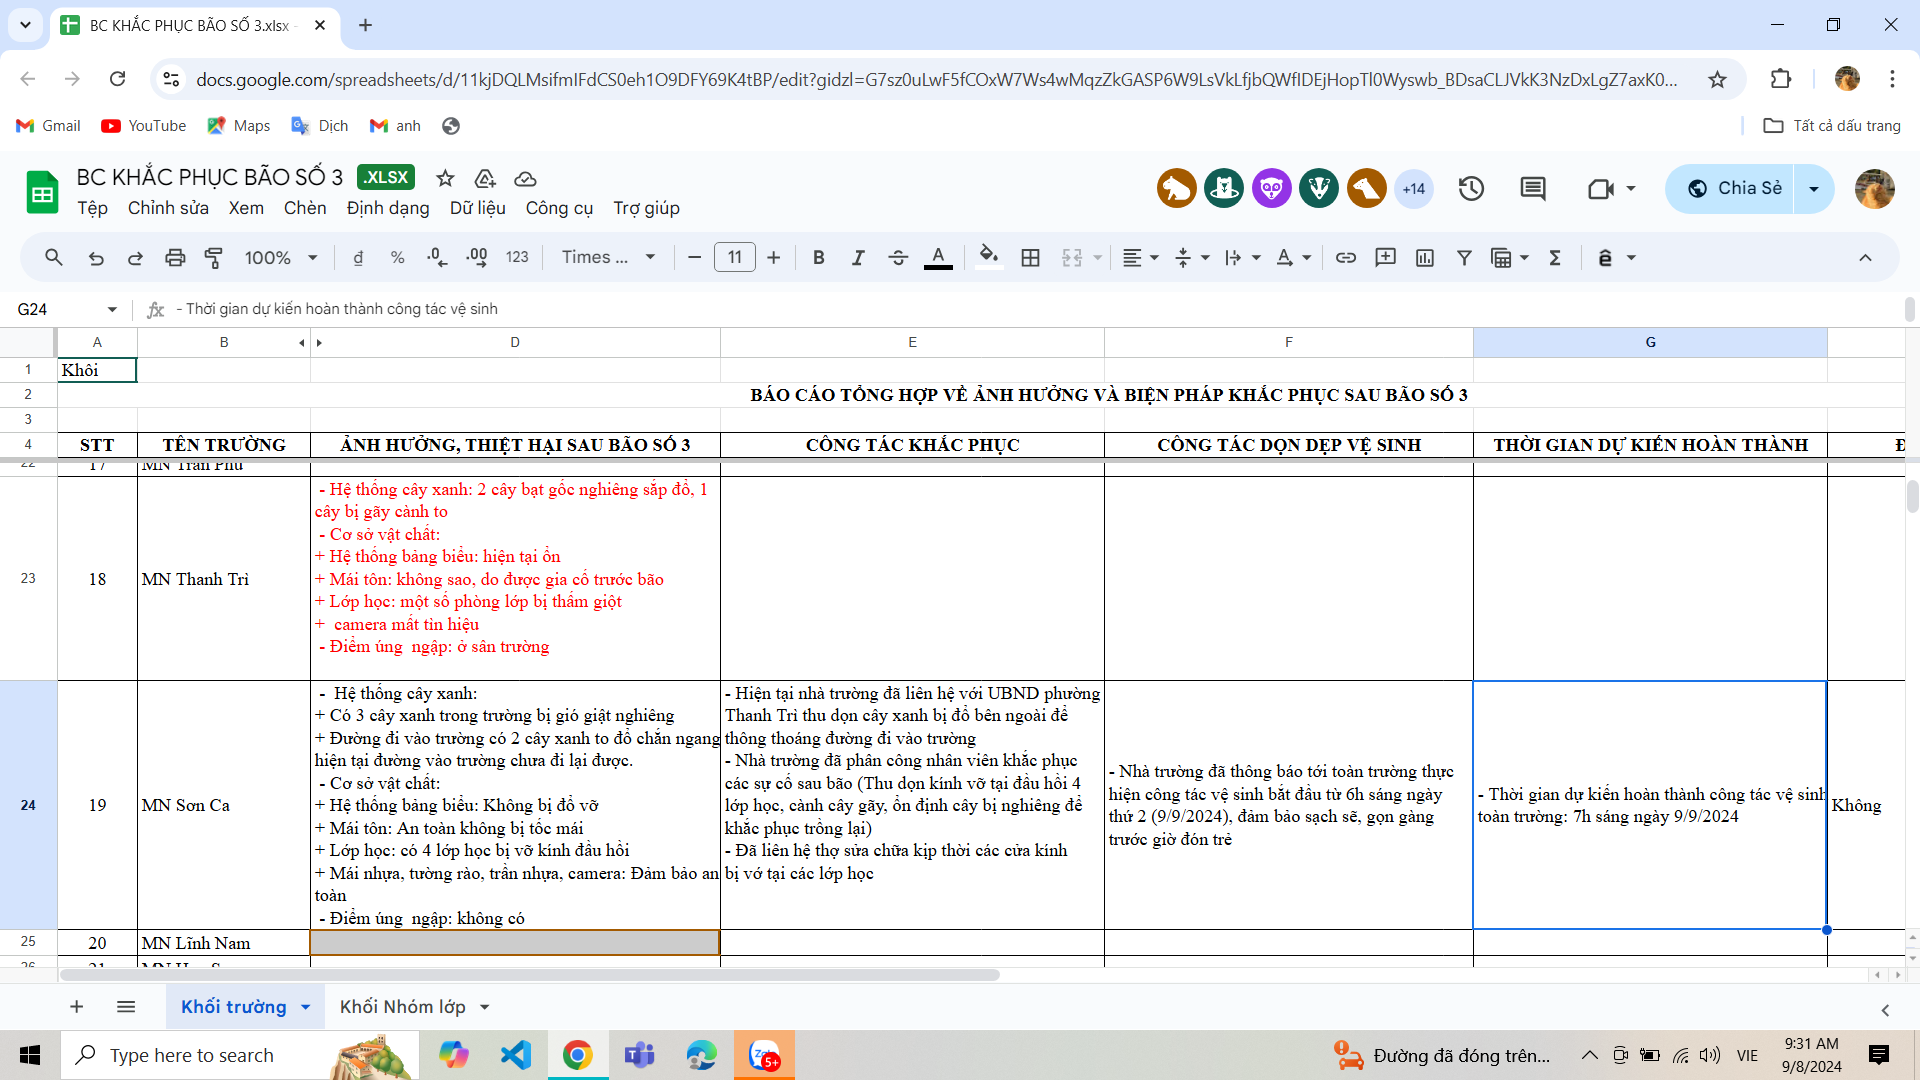 BC KHẮC PHỤC BÃO SỐ 3.xlsx -
docs.google.com/spreadsheets/d/11kjDQLMsifmIFdCS0eh1O9DFY69K4tBP/edit?gidzl=G7sz0uLwF5fCOxW7Ws4wMqzZkGASP6W9LsVkLfjbQWfIDEjHopTl0Wyswb_BDsaCLJVkK3NzDxLgZ7axK0...
Gmail YouTube Maps Dịch anh Tất cả dấu trang
BC KHẮC PHỤC BÃO SỐ 3 .XLSX
+14 Chia Sẻ
Tệp Chỉnh sửa Xem Chèn Định dạng Dữ liệu Công cụ Trợ giúp
100% đ % .0 .00 123 Times ... 11 B I A Σ
G24 fx - Thời gian dự kiến hoàn thành công tác vệ sinh
A B D E F G
1 Khôi
2 BÁO CÁO TỔNG HỢP VỀ ẢNH HƯỞNG VÀ BIỆN PHÁP KHẮC PHỤC SAU BÃO SỐ 3
3
4 STT TÊN TRƯỜNG ẢNH HƯỞNG, THIỆT HẠI SAU BÃO SỐ 3 CÔNG TÁC KHẮC PHỤC CÔNG TÁC DỌN DẸP VỆ SINH THỜI GIAN DỰ KIẾN HOÀN THÀNH Đ
22 17 MN Trần Phú
23 18 MN Thanh Trì
- Hệ thống cây xanh: 2 cây bạt gốc nghiêng sắp đổ, 1
cây bị gãy cành to
- Cơ sở vật chất:
+ Hệ thống bảng biểu: hiện tại ổn
+ Mái tôn: không sao, do được gia cố trước bão
+ Lớp học: một số phòng lớp bị thấm giột
+ camera mất tìn hiệu
- Điểm úng ngập: ở sân trường
24 19 MN Sơn Ca
- Hệ thống cây xanh:
+ Có 3 cây xanh trong trường bị gió giật nghiêng
+ Đường đi vào trường có 2 cây xanh to đổ chắn ngang
hiện tại đường vào trường chưa đi lại được.
- Cơ sở vật chất:
+ Hệ thống bảng biểu: Không bị đổ vỡ
+ Mái tôn: An toàn không bị tốc mái
+ Lớp học: có 4 lớp học bị vỡ kính đầu hồi
+ Mái nhựa, tường rào, trần nhựa, camera: Đảm bảo an
toàn
- Điểm úng ngập: không có
- Hiện tại nhà trường đã liên hệ với UBND phường
Thanh Trì thu dọn cây xanh bị đổ bên ngoài để
thông thoáng đường đi vào trường
- Nhà trường đã phân công nhân viên khắc phục
các sự cố sau bão (Thu dọn kính vỡ tại đầu hồi 4
lớp học, cành cây gãy, ổn định cây bị nghiêng để
khắc phục trồng lại)
- Đã liên hệ thợ sửa chữa kịp thời các cửa kính
bị vớ tại các lớp học
- Nhà trường đã thông báo tới toàn trường thực
hiện công tác vệ sinh bắt đầu từ 6h sáng ngày
thứ 2 (9/9/2024), đảm bảo sạch sẽ, gọn gàng
trước giờ đón trẻ
- Thời gian dự kiến hoàn thành công tác vệ sinh
toàn trường: 7h sáng ngày 9/9/2024
Không
25 20 MN Lĩnh Nam
26 21
Khối trường Khối Nhóm lớp
Type here to search 5+ Đường đã đóng trên... VIE 9:31 AM
9/8/2024